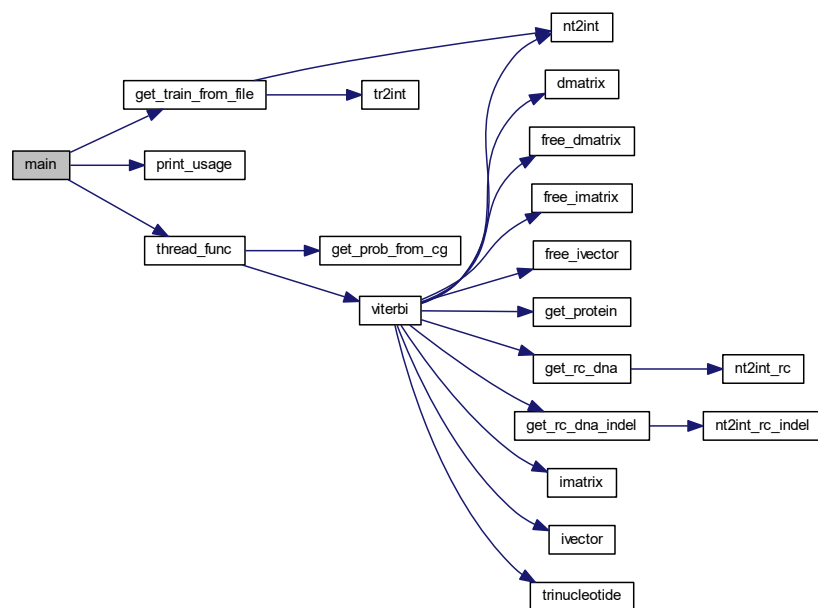 nt2int
dmatrix
get_train_from_file
tr2int
free_dmatrix
main
print_usage
free_imatrix
thread_func
get_prob_from_cg
free_ivector
viterbi
get_protein
get_rc_dna
nt2int_rc
get_rc_dna_indel
nt2int_rc_indel
imatrix
ivector
trinucleotide